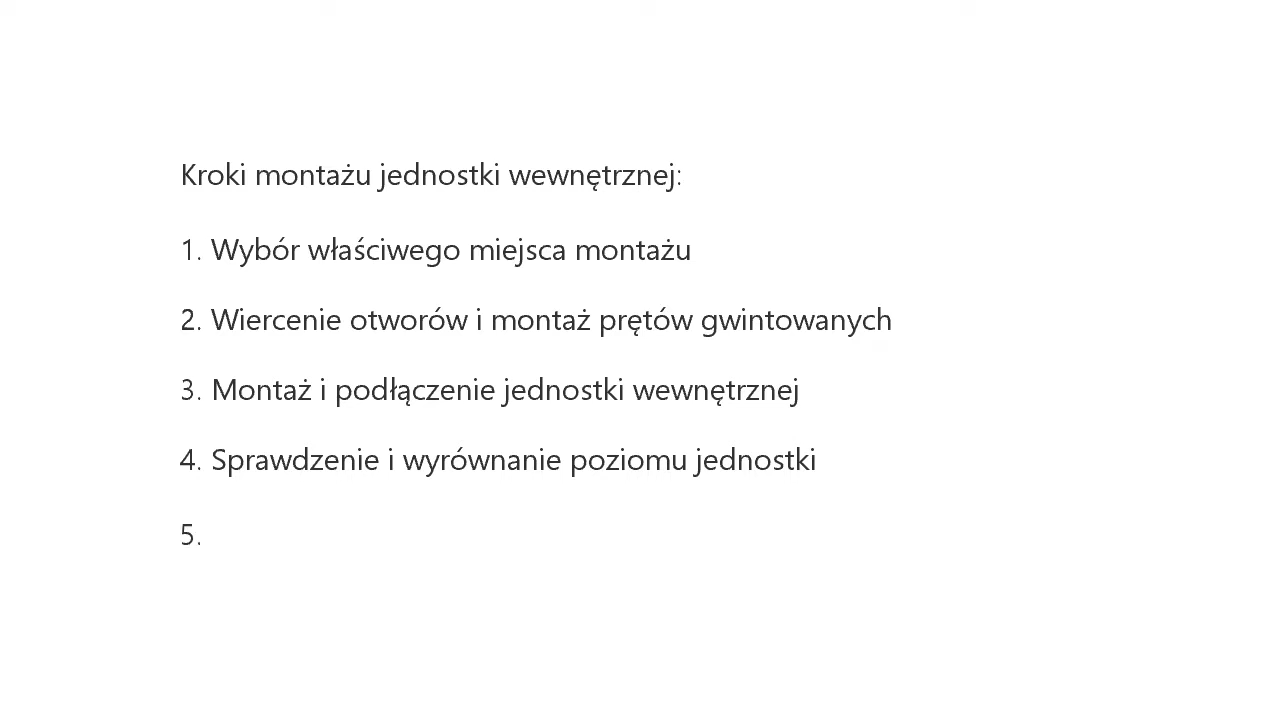 Kroki montażu jednostki wewnętrznej:
1. Wybór właściwego miejsca montażu
2. Wiercenie otworów i montaż prętów gwintowanych
3. Montaż i podłączenie jednostki wewnętrznej
4. Sprawdzenie i wyrównanie poziomu jednostki
5.